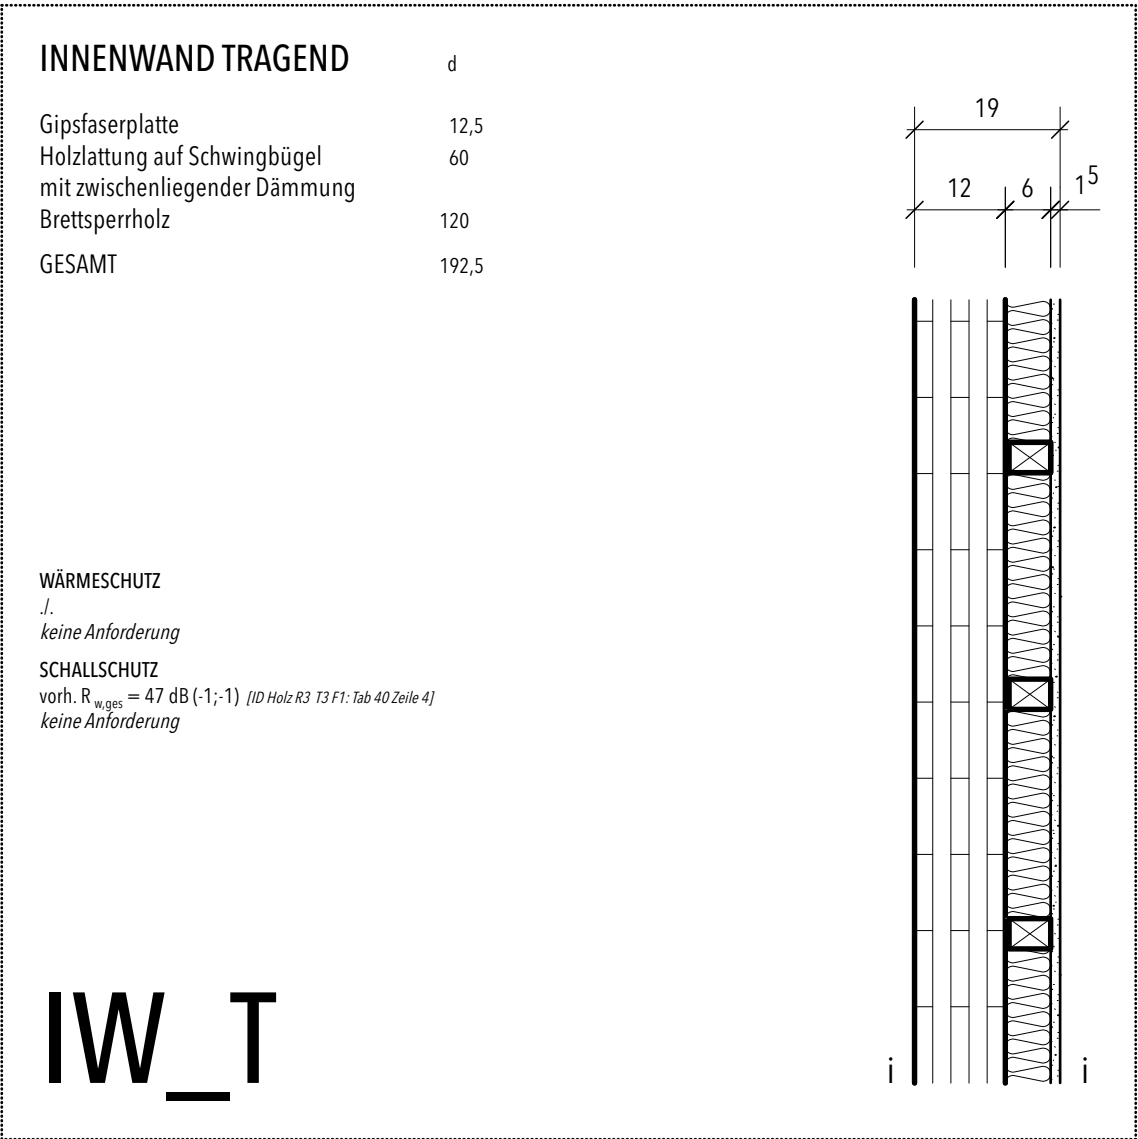 INNENWAND TRAGEND d
Gipsfaserplatte 12,5
Holzlattung auf Schwingbügel 60
mit zwischenliegender Dämmung
Brettsperrholz 120
GESAMT 192,5
19
12 6 1⁵
WÄRMESCHUTZ
./.
keine Anforderung
SCHALLSCHUTZ
vorh. R w,ges = 47 dB (-1;-1) [ID Holz R3 T3 F1: Tab 40 Zeile 4]
keine Anforderung
IW_T
i i